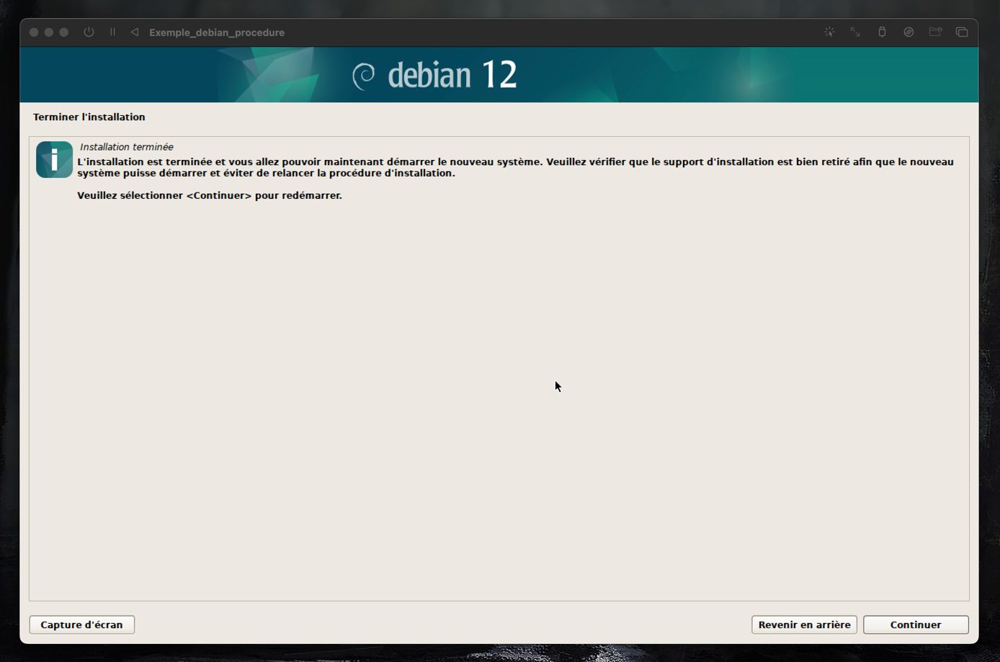 Exemple_debian_procedure
debian 12
Terminer l'installation
Installation terminée
L'installation est terminée et vous allez pouvoir maintenant démarrer le nouveau système. Veuillez vérifier que le support d'installation est bien retiré afin que le nouveau
système puisse démarrer et éviter de relancer la procédure d'installation.
Veuillez sélectionner <Continuer> pour redémarrer.
Capture d'écran
Revenir en arrière
Continuer